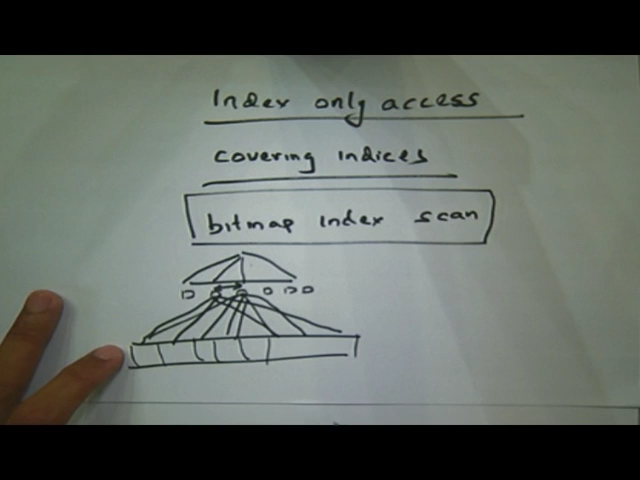 Index only access
covering indices
bitmap index scan